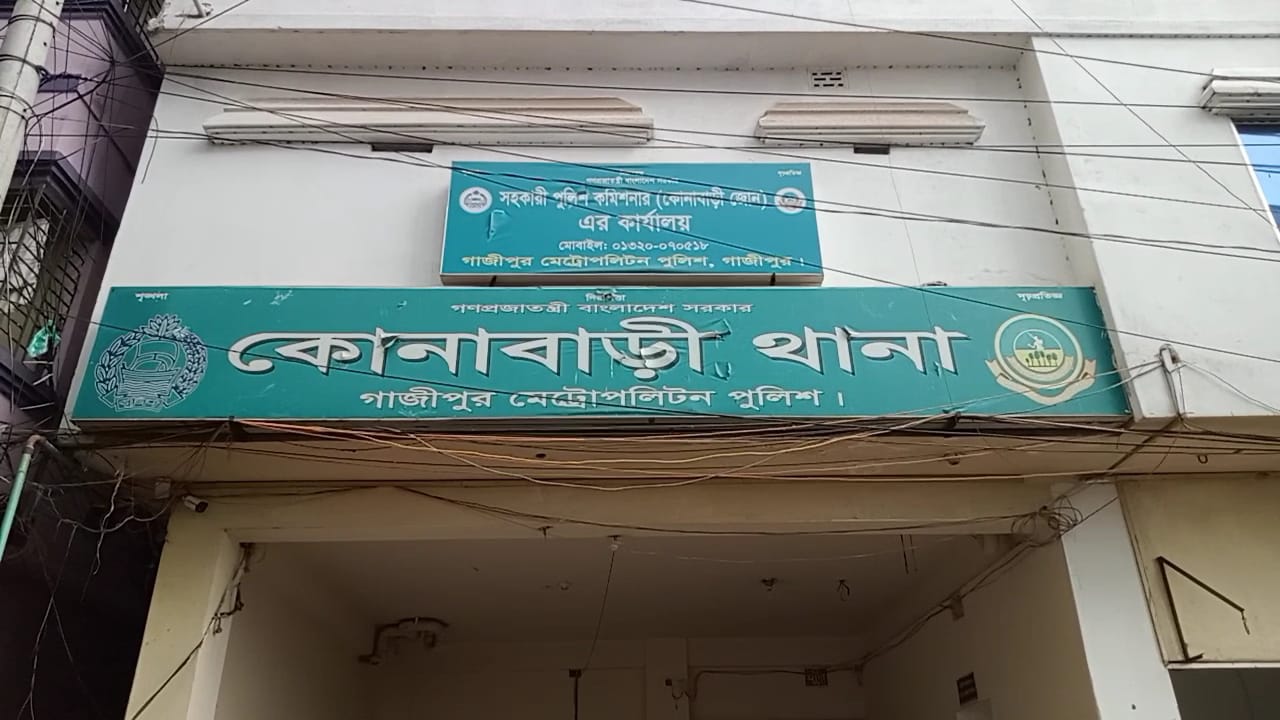 গণপ্রজাতন্ত্রী বাংলাদেশ সরকার
সহকারী পুলিশ কমিশনার (কোনাবাড়ী জোন)
এর কার্যালয়
মোবাইল: ০১৩২০-০৭০৫১৮
গাজীপুর মেট্রোপলিটন পুলিশ, গাজীপুর।
শৃঙ্খলা
গণপ্রজাতন্ত্রী বাংলাদেশ সরকার
কোনাবাড়ী থানা
গাজীপুর মেট্রোপলিটন পুলিশ।